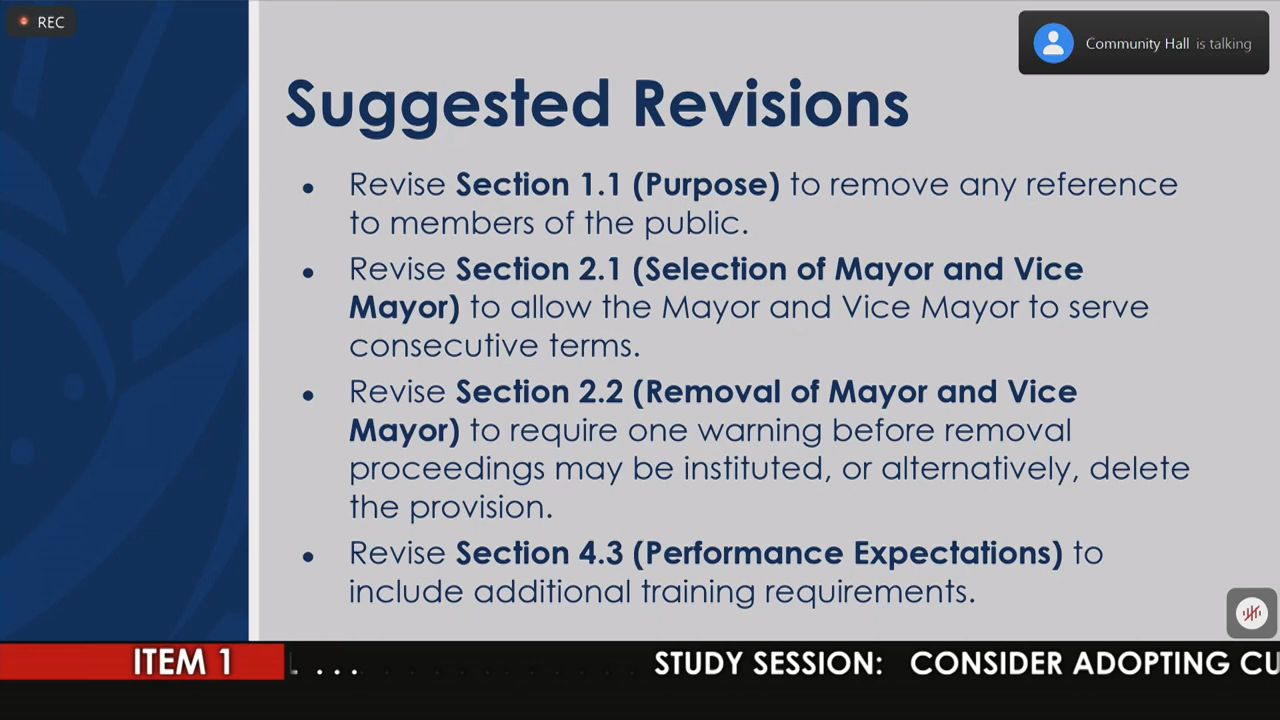 REC
Community Hall is talking
Suggested Revisions
• Revise Section 1.1 (Purpose) to remove any reference
to members of the public.
• Revise Section 2.1 (Selection of Mayor and Vice
Mayor) to allow the Mayor and Vice Mayor to serve
consecutive terms.
• Revise Section 2.2 (Removal of Mayor and Vice
Mayor) to require one warning before removal
proceedings may be instituted, or alternatively, delete
the provision.
• Revise Section 4.3 (Performance Expectations) to
include additional training requirements.
ITEM 1 . . . . STUDY SESSION: CONSIDER ADOPTING CU